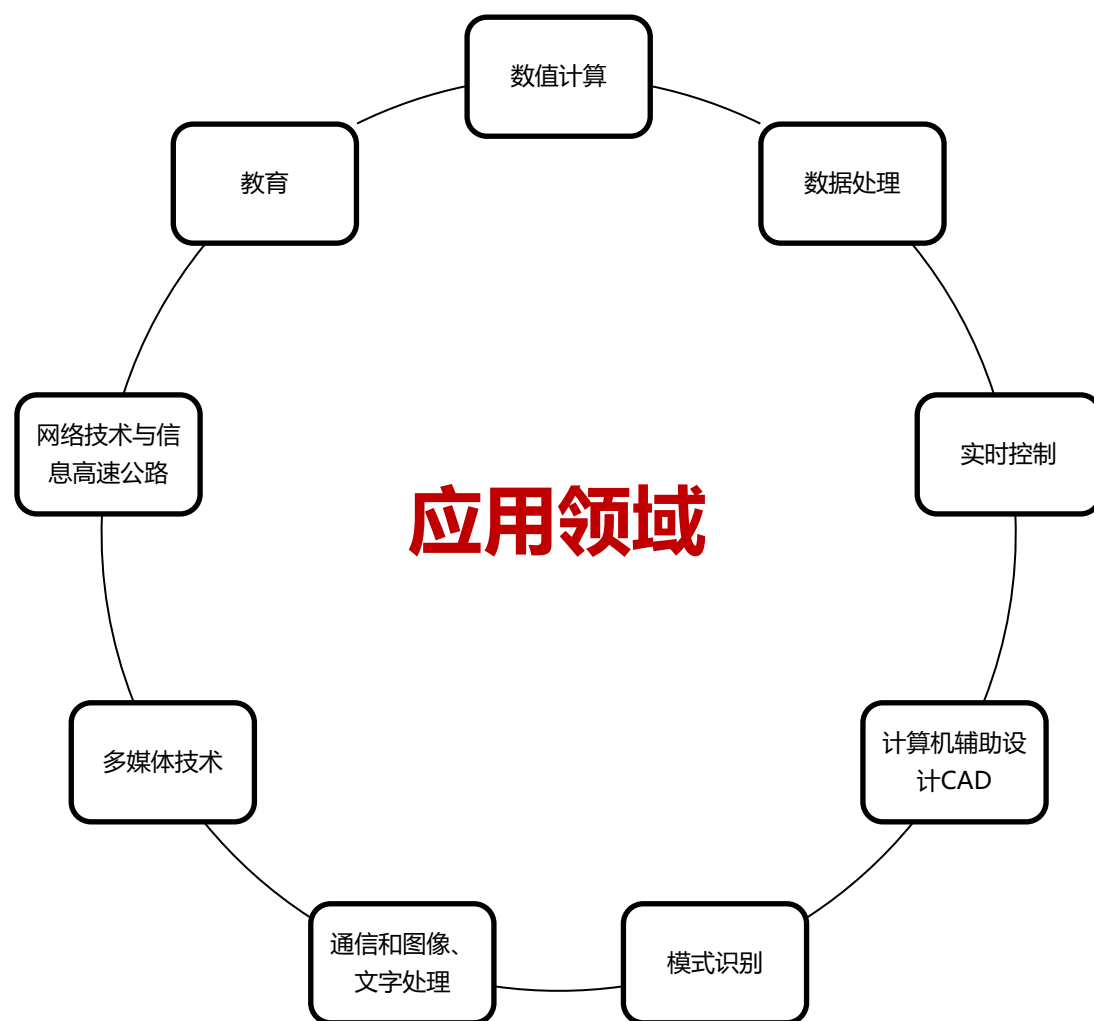 数值计算
数据处理
实时控制
计算机辅助设
计CAD
模式识别
通信和图像、
文字处理
多媒体技术
网络技术与信
息高速公路
教育
应用领域